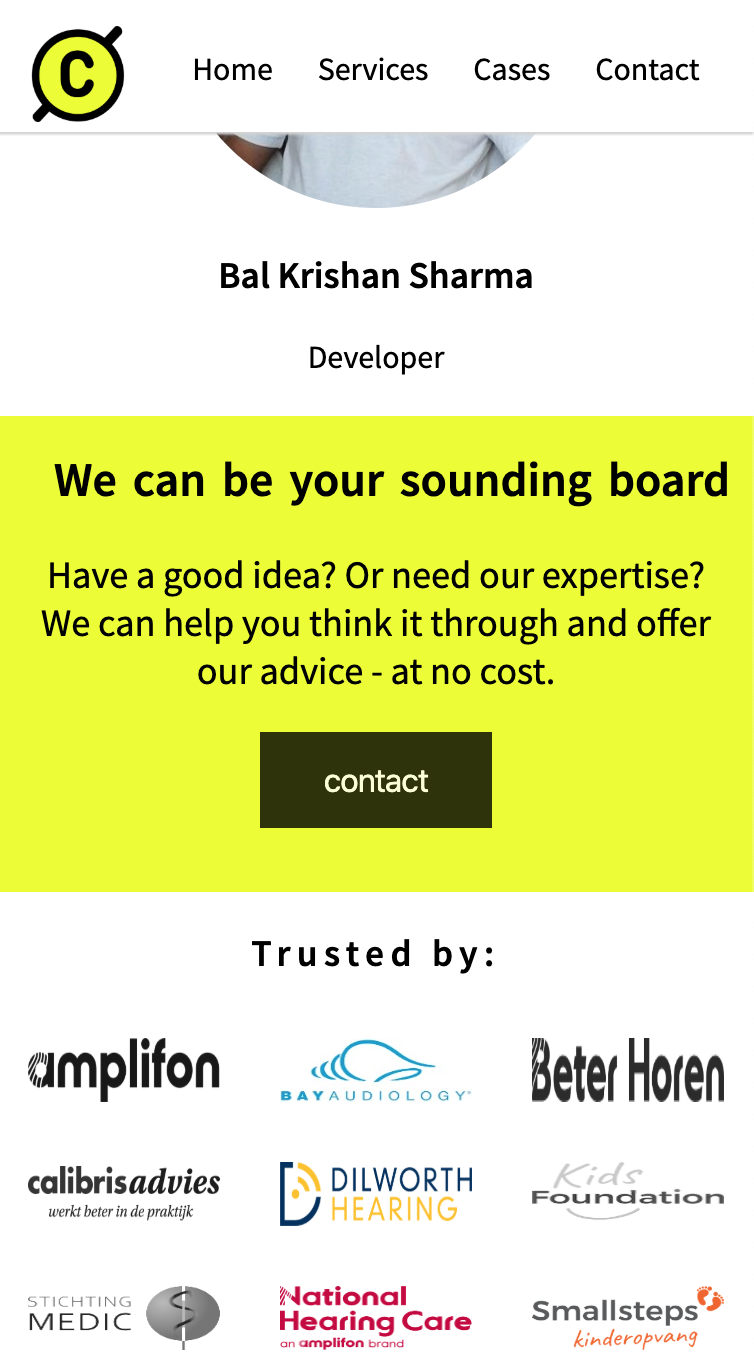 C
Home Services Cases Contact
Bal Krishan Sharma
Developer
We can be your sounding board
Have a good idea? Or need our expertise?
We can help you think it through and offer
our advice - at no cost.
contact
Trusted by:
amplifon
BAYAUDIOLOGY
Beter Horen
calibrisadvies
werkt beter in de praktijk
DILWORTH
HEARING
Kids
Foundation
STICHTING
MEDIC
National
Hearing Care
an amplifon brand
Smallsteps
kinderopvang